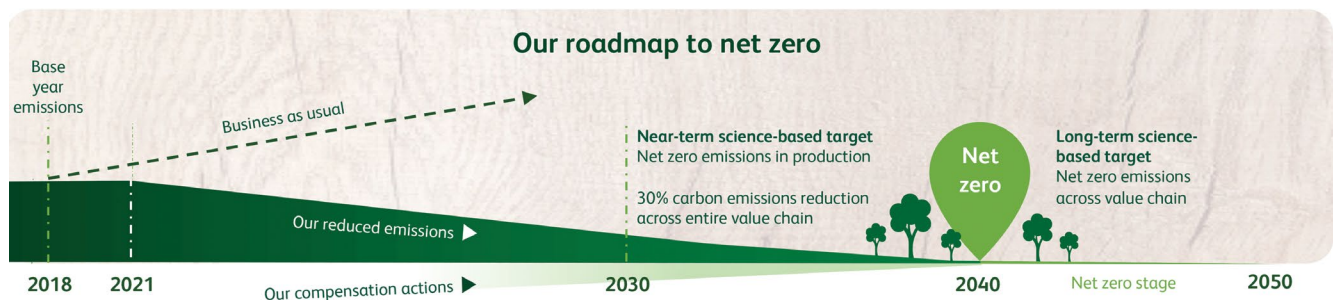 Our roadmap to net zero
Base
year
emissions
Business as usual
Near-term science-based target
Net zero emissions in production
30% carbon emissions reduction
across entire value chain
Net
zero
Long-term science-
based target
Net zero emissions
across value chain
Our reduced emissions
2018
2021
Our compensation actions
2030
2040
Net zero stage
2050